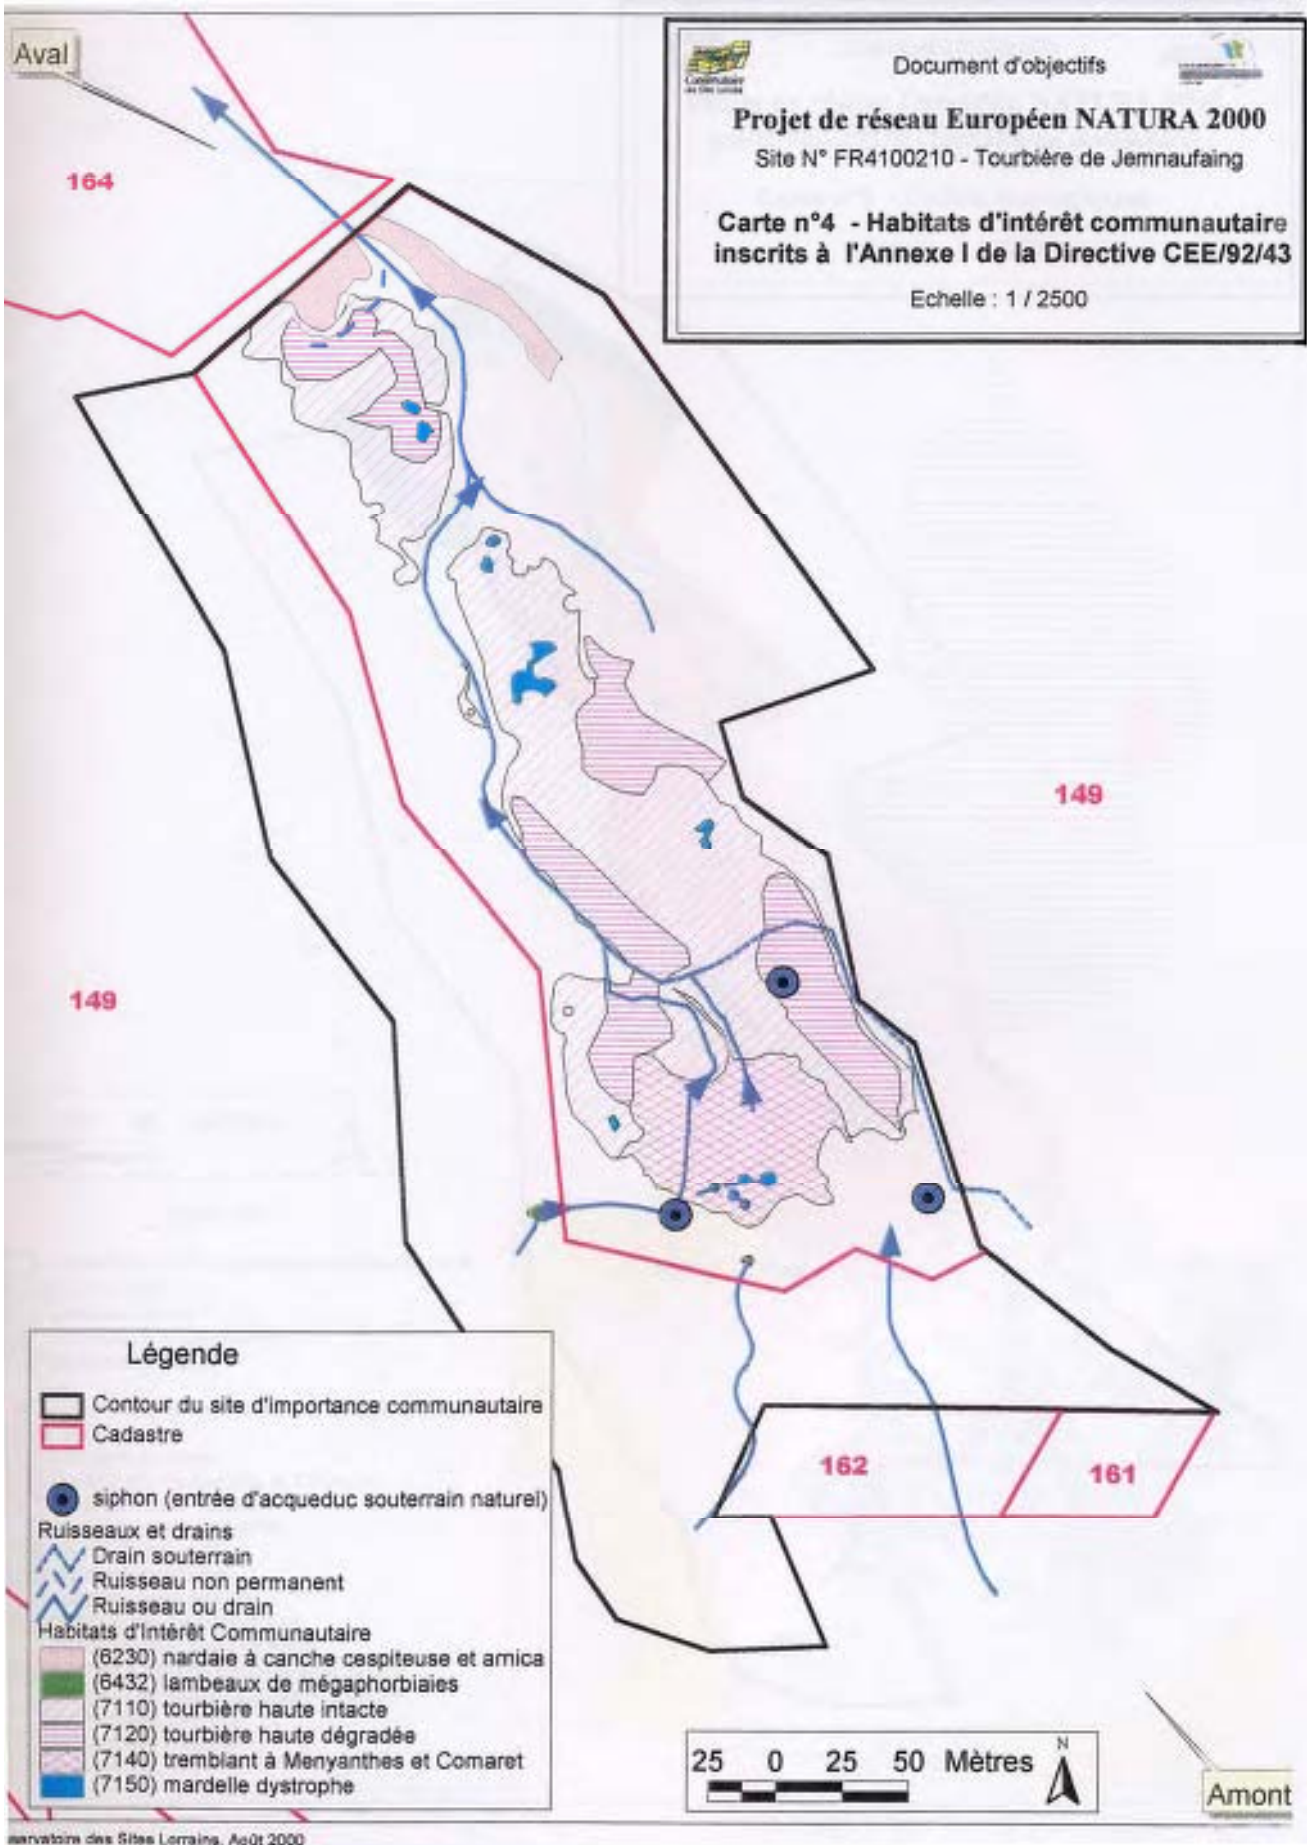 Aval
Document d'objectifs
Projet de réseau Européen NATURA 2000
Site N° FR4100210 - Tourbière de Jemnaufaing
Carte n°4 - Habitats d'intérêt communautaire
inscrits à l'Annexe I de la Directive CEE/92/43
Echelle : 1 / 2500
164
149
149
162
161
Légende
Contour du site d'importance communautaire
Cadastre
siphon (entrée d'acqueduc souterrain naturel)
Ruisseaux et drains
Drain souterrain
Ruisseau non permanent
Ruisseau ou drain
Habitats d'Intérêt Communautaire
(6230) nardaie à canche cespiteuse et arnica
(6432) lambeaux de mégaphorbiaies
(7110) tourbière haute intacte
(7120) tourbière haute dégradée
(7140) tremblant à Menyanthes et Comaret
(7150) mardelle dystrophe
25 0 25 50 Mètres
N
Amont
servatoire des Sites Lorrains, Août 2000